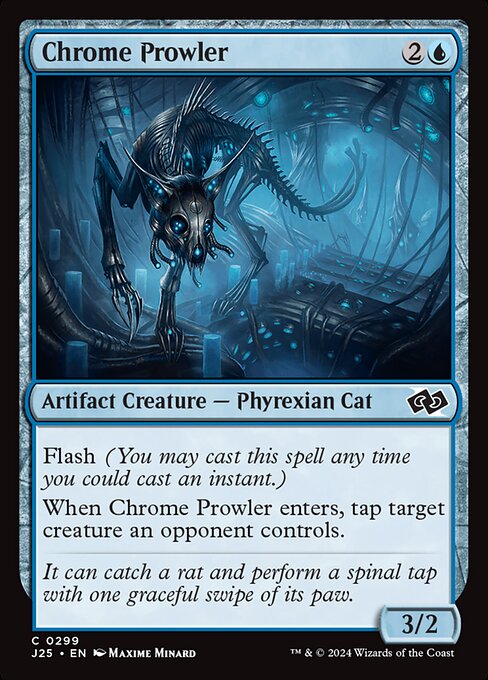 Chrome Prowler 2
Artifact Creature — Phyrexian Cat
Flash (You may cast this spell any time
you could cast an instant.)
When Chrome Prowler enters, tap target
creature an opponent controls.
It can catch a rat and perform a spinal tap
with one graceful swipe of its paw.
3/2
C 0299
J25 • EN Maxime Minard
™ & © 2024 Wizards of the Coast